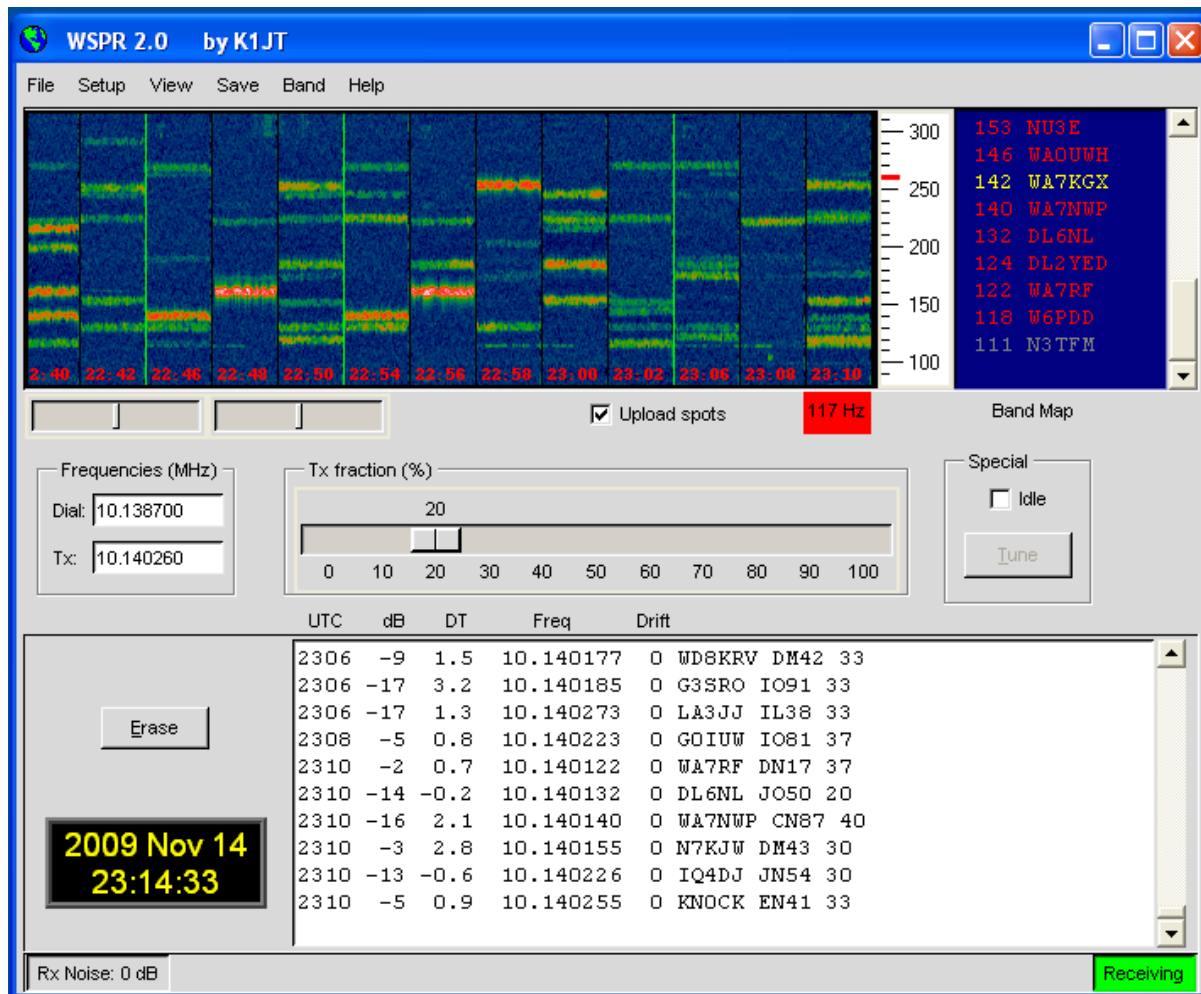 WSPR 2.0 by K1JT
File Setup View Save Band Help
300
250
200
150
100
2:40 22:42 22:46 22:48 22:50 22:54 22:56 22:58 23:00 23:02 23:06 23:08 23:10
153 NU3E
146 WA0UWH
142 WA7KGX
140 WA7NWP
132 DL6NL
124 DL2YED
122 WA7RF
118 W6PDD
111 N3TFM
Upload spots
117 Hz
Band Map
Frequencies (MHz)
Dial: 10.138700
Tx: 10.140260
Tx fraction (%)
20
0 10 20 30 40 50 60 70 80 90 100
Special
Idle
Tune
UTC dB DT Freq Drift
2306 -9 1.5 10.140177 0 WD8KRV DM42 33
2306 -17 3.2 10.140185 0 G3SRO IO91 33
2306 -17 1.3 10.140273 0 LA3JJ IL38 33
2308 -5 0.8 10.140223 0 G0IUW IO81 37
2310 -2 0.7 10.140122 0 WA7RF DN17 37
2310 -14 -0.2 10.140132 0 DL6NL JO50 20
2310 -16 2.1 10.140140 0 WA7NWP CN87 40
2310 -3 2.8 10.140155 0 N7KJW DM43 30
2310 -13 -0.6 10.140226 0 IQ4DJ JN54 30
2310 -5 0.9 10.140255 0 KN0CK EN41 33
Erase
2009 Nov 14
23:14:33
Rx Noise: 0 dB
Receiving